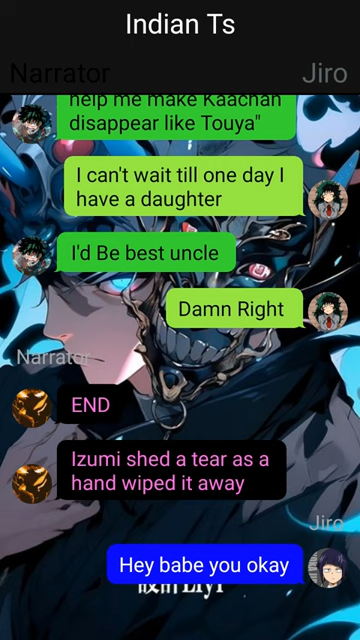 Indian Ts
Narrator
Jiro
help me make Kaachan
disappear like Touya"
I can't wait till one day I
have a daughter
I'd Be best uncle
Damn Right
Narrator
END
Izumi shed a tear as a
hand wiped it away
Jiro
Hey babe you okay